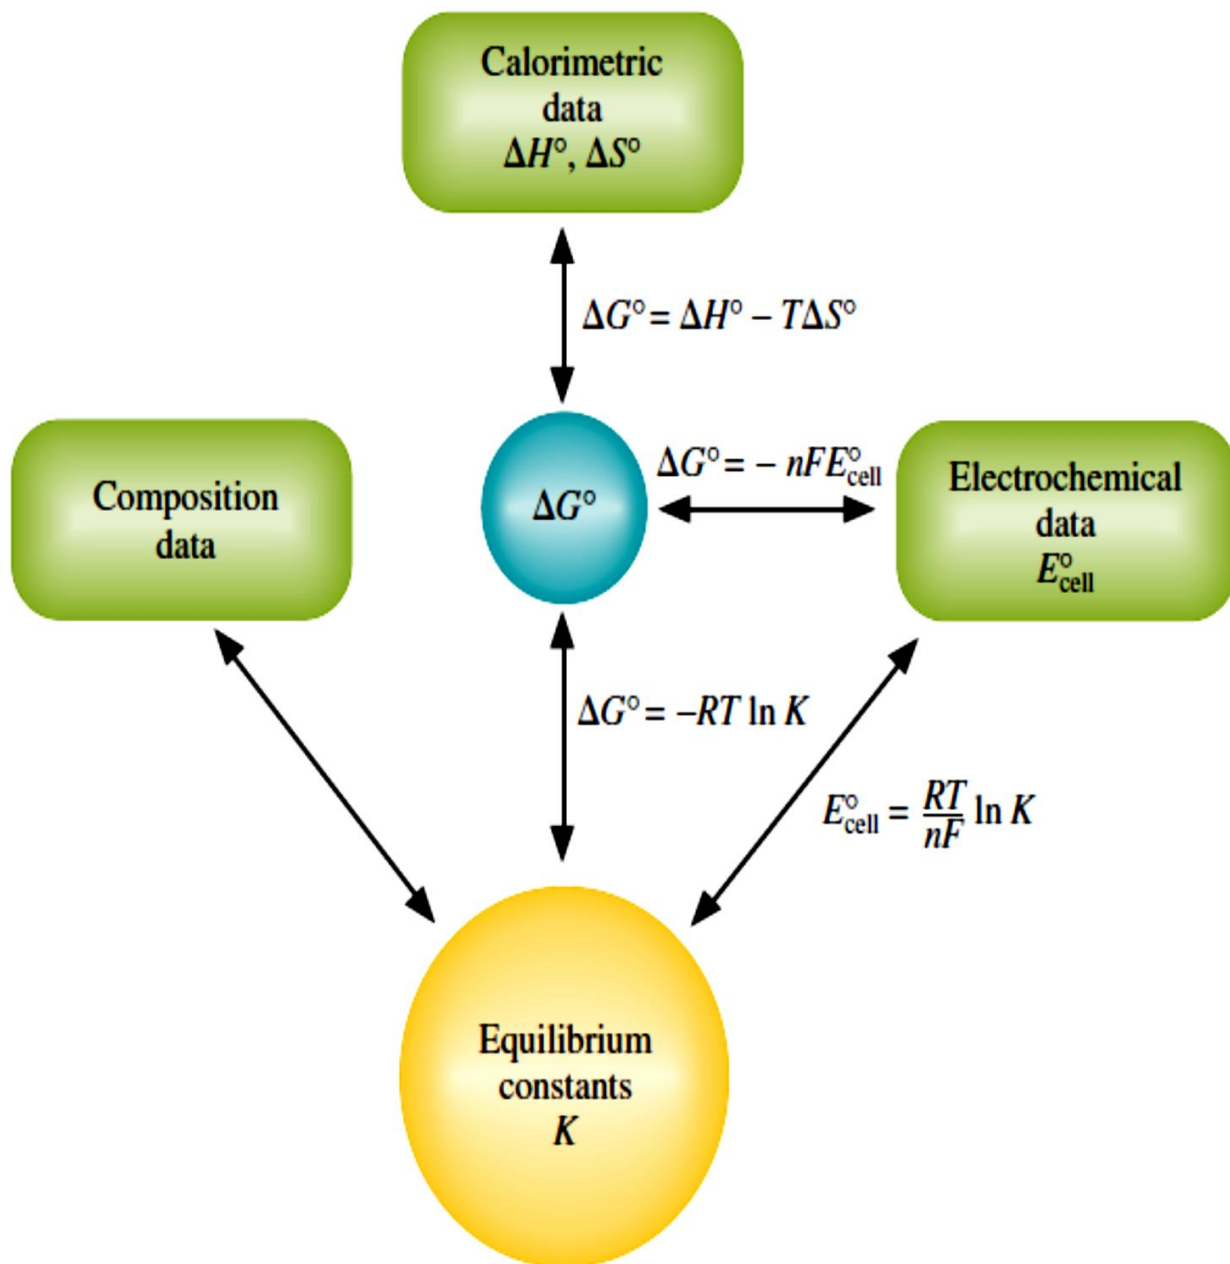 Calorimetric
data
ΔH°, ΔS°
ΔG° = ΔH° – TΔS°
Composition
data
ΔG°
ΔG° = – nFE°cell
Electrochemical
data
E°cell
ΔG° = –RT ln K
E°cell = RT/nF ln K
Equilibrium
constants
K